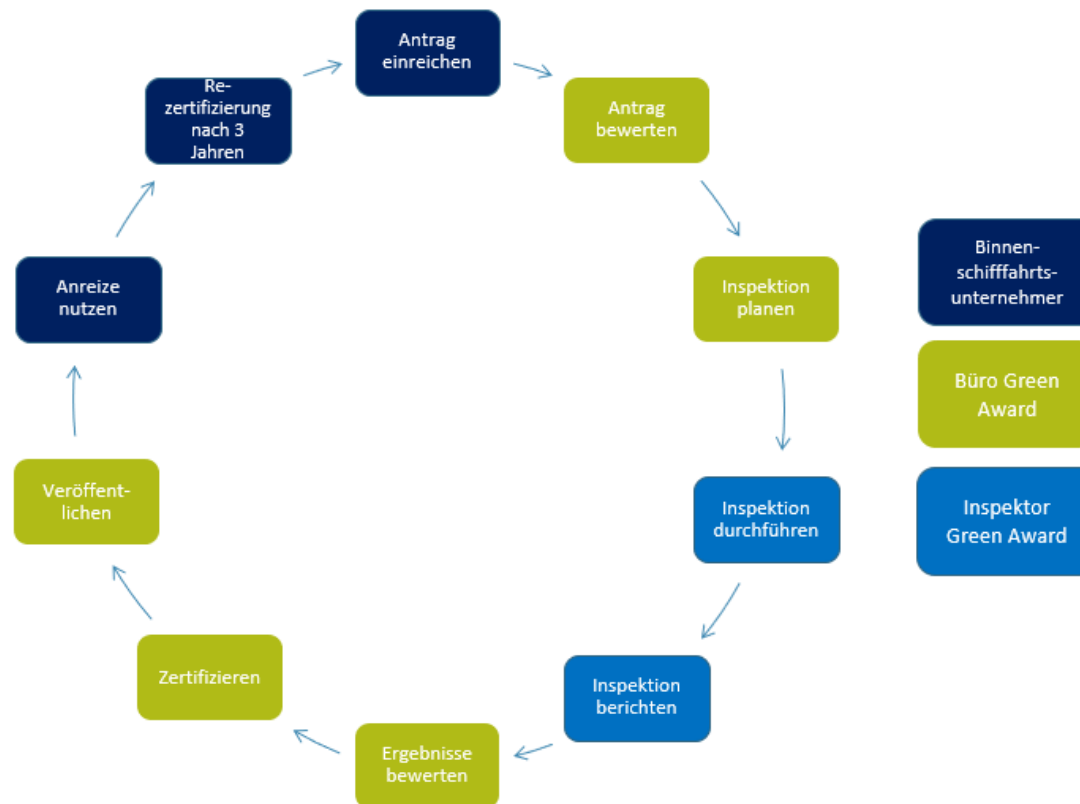 Antrag
einreichen
Antrag
bewerten
Inspektion
planen
Inspektion
durchführen
Inspektion
berichten
Ergebnisse
bewerten
Zertifizieren
Veröffent-
lichen
Anreize
nutzen
Re-
zertifizierung
nach 3
Jahren
Binnen-
schifffahrts-
unternehmer
Büro Green
Award
Inspektor
Green Award